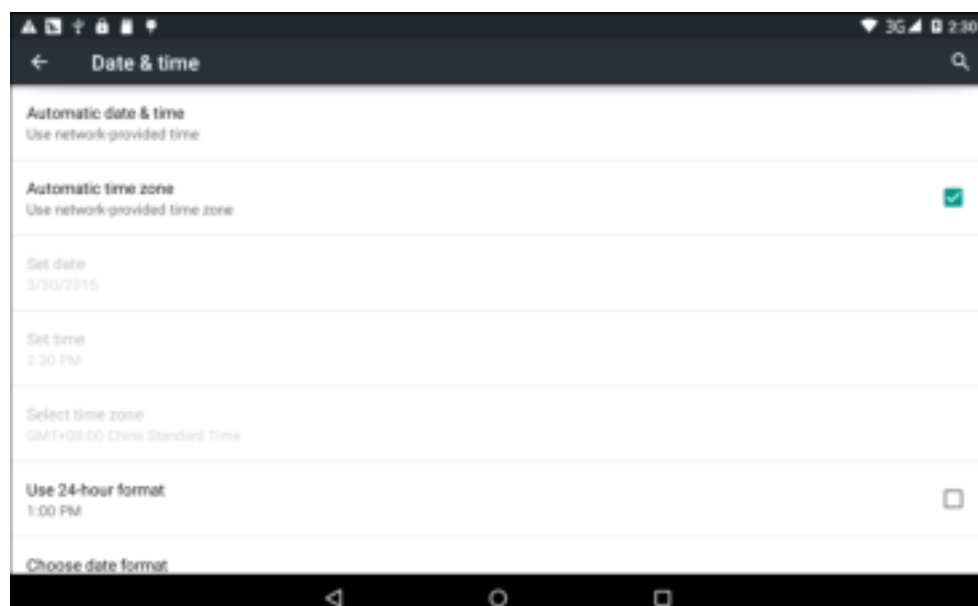 3G 2:30
Date & time
Automatic date & time
Use network-provided time
Automatic time zone
Use network-provided time zone
Set date
3/30/2015
Set time
2:30 PM
Select time zone
GMT+08:00 China Standard Time
Use 24-hour format
1:00 PM
Choose date format